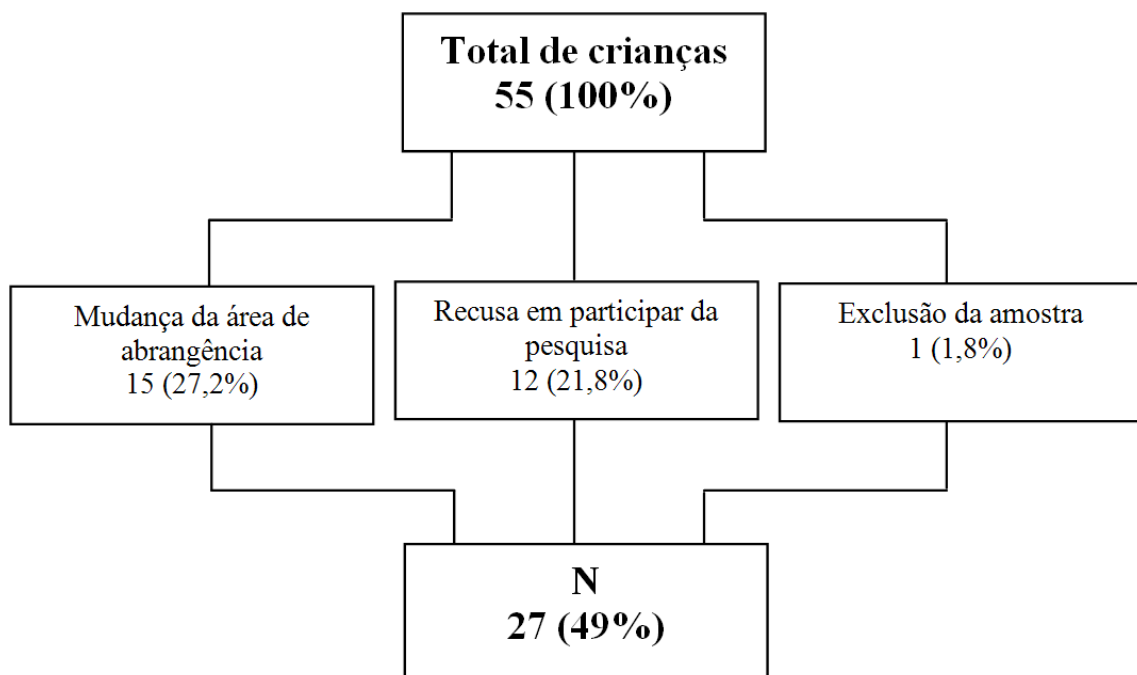 Total de crianças
55 (100%)
Mudança da área de
abrangência
15 (27,2%)
Recusa em participar da
pesquisa
12 (21,8%)
Exclusão da amostra
1 (1,8%)
N
27 (49%)